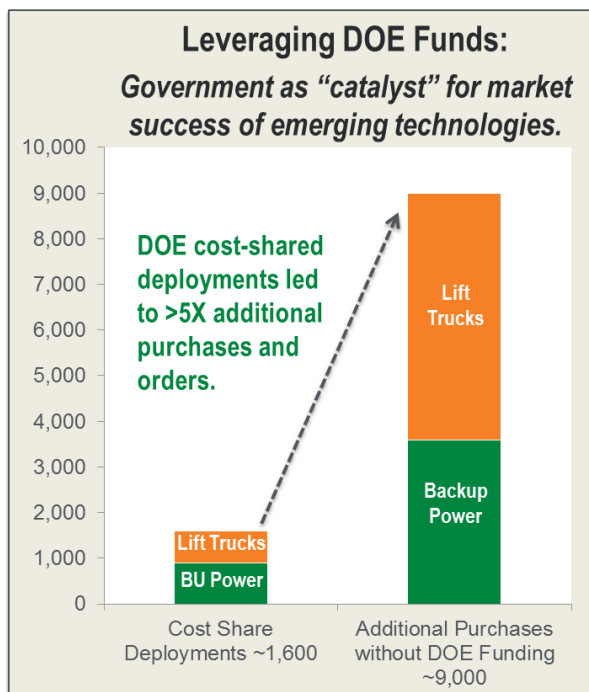 Leveraging DOE Funds:
Government as “catalyst” for market
success of emerging technologies.
10,000
9,000
8,000
7,000
6,000
5,000
4,000
3,000
2,000
1,000
0
DOE cost-shared
deployments led
to >5X additional
purchases and
orders.
Lift
Trucks
Backup
Power
Lift Trucks
BU Power
Cost Share
Deployments ~1,600
Additional Purchases
without DOE Funding
~9,000